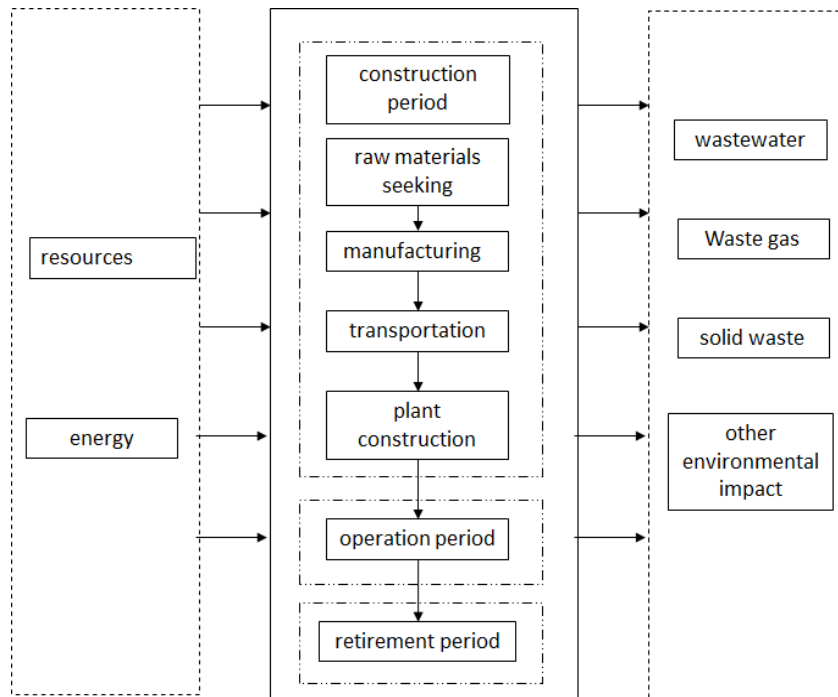 resources
energy
construction
period
raw materials
seeking
manufacturing
transportation
plant
construction
operation period
retirement period
wastewater
Waste gas
solid waste
other
environmental
impact